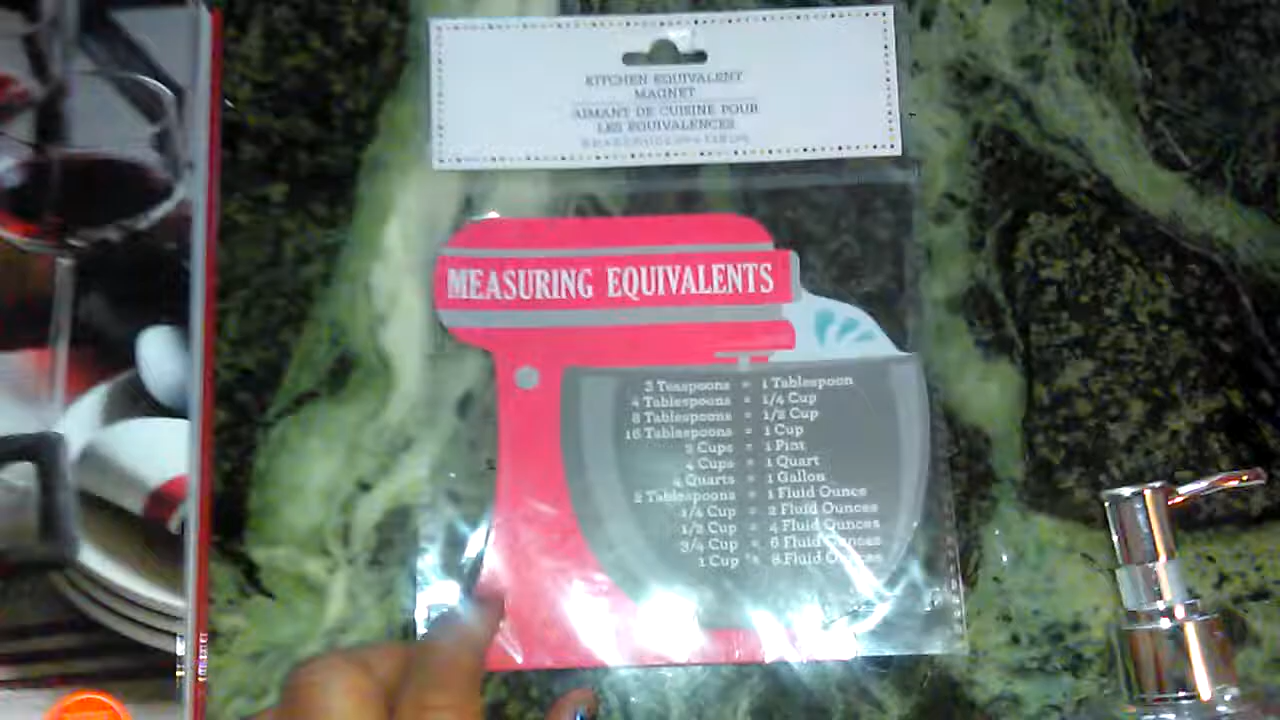 KITCHEN EQUIVALENT
MAGNET
AIMANT DE CUISINE POUR
LES EQUIVALENCES
MEASURING EQUIVALENTS
3 Teaspoons = 1 Tablespoon
4 Tablespoons = 1/4 Cup
8 Tablespoons = 1/2 Cup
16 Tablespoons = 1 Cup
2 Cups = 1 Pint
4 Cups = 1 Quart
4 Quarts = 1 Gallon
2 Tablespoons = 1 Fluid Ounce
1/4 Cup = 2 Fluid Ounces
1/2 Cup = 4 Fluid Ounces
3/4 Cup = 6 Fluid Ounces
1 Cup = 8 Fluid Ounces